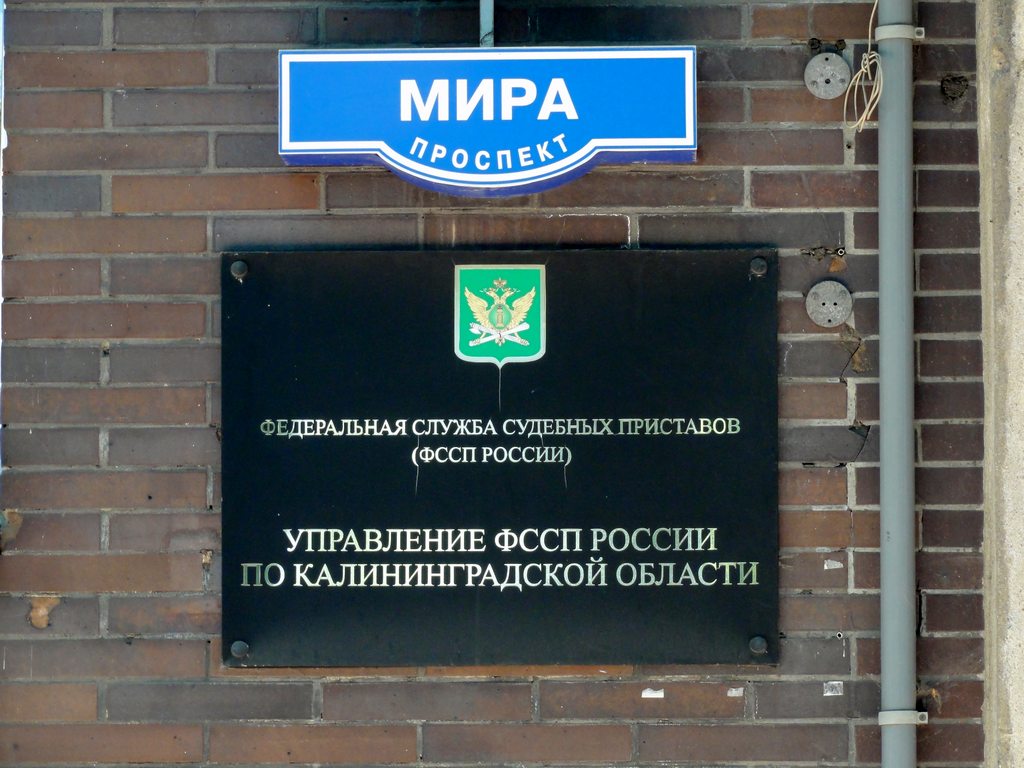 МИРА
ПРОСПЕКТ
ФЕДЕРАЛЬНАЯ СЛУЖБА СУДЕБНЫХ ПРИСТАВОВ
(ФССП РОССИИ)
УПРАВЛЕНИЕ ФССП РОССИИ
ПО КАЛИНИНГРАДСКОЙ ОБЛАСТИ